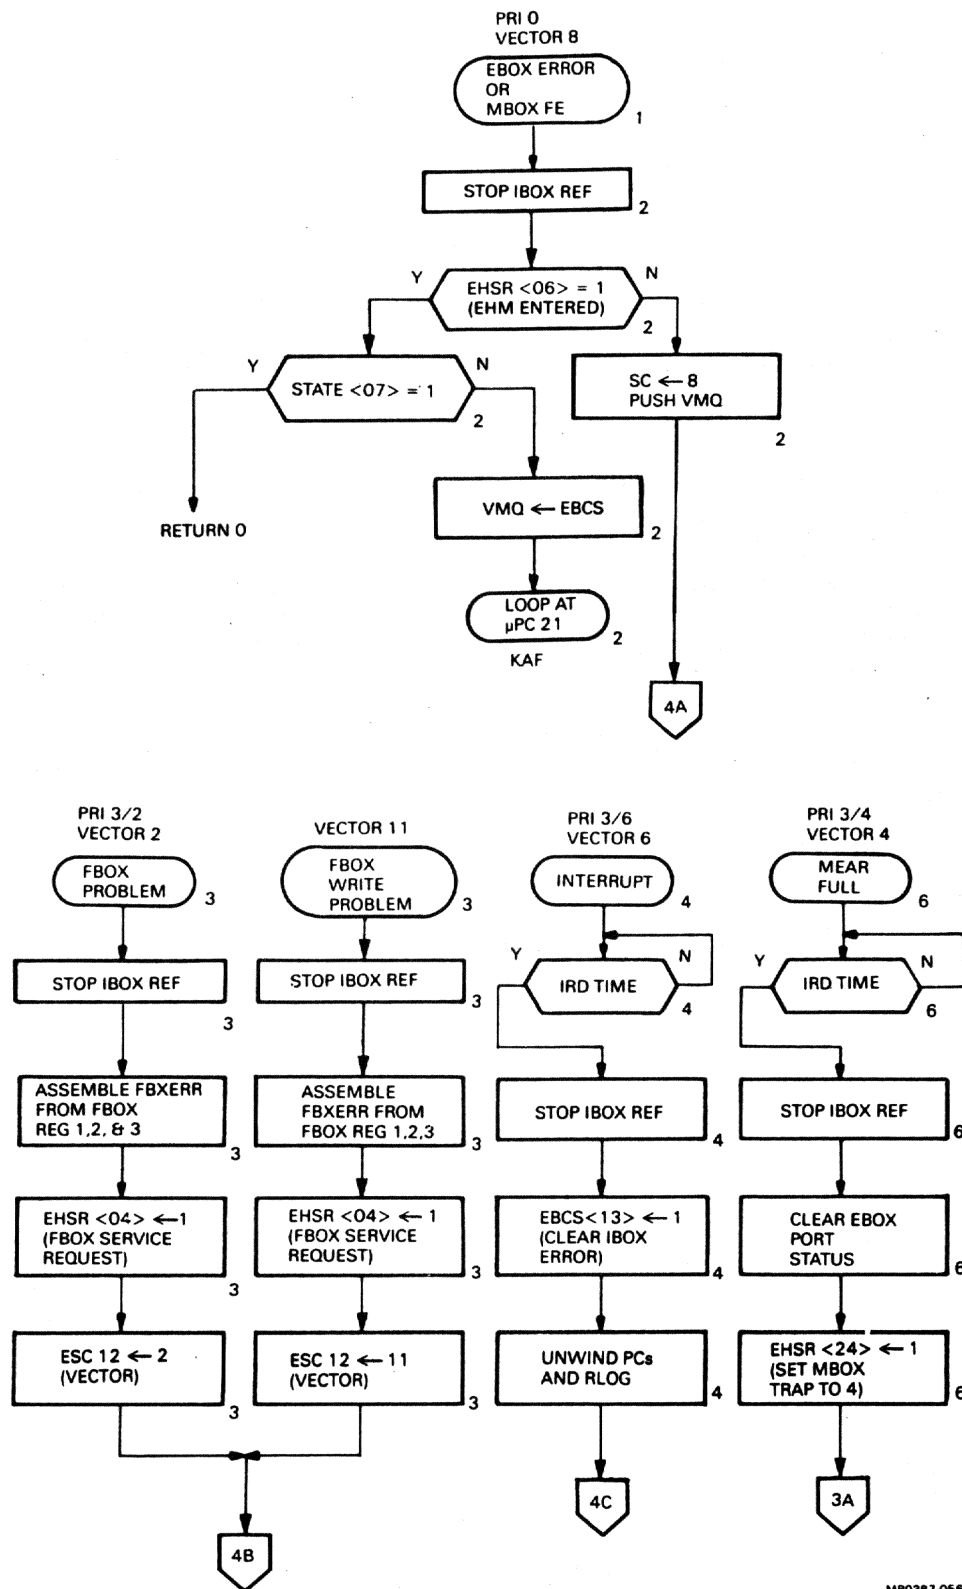 PRI 0
VECTOR 8
EBOX ERROR
OR
MBOX FE
1
STOP IBOX REF
2
Y
EHSR <06> = 1
(EHM ENTERED)
N
2
Y
STATE <07> = 1
N
2
SC ← 8
PUSH VMQ
2
RETURN 0
VMQ ← EBCS
2
LOOP AT
µPC 21
2
KAF
4A
PRI 3/2
VECTOR 2
FBOX
PROBLEM
3
STOP IBOX REF
3
ASSEMBLE FBXERR
FROM FBOX
REG 1,2, & 3
3
EHSR <04> ←1
(FBOX SERVICE
REQUEST)
3
ESC 12 ← 2
(VECTOR)
3
VECTOR 11
FBOX
WRITE
PROBLEM
3
STOP IBOX REF
3
ASSEMBLE
FBXERR FROM
FBOX REG 1,2,3
3
EHSR <04> ← 1
(FBOX SERVICE
REQUEST)
3
ESC 12 ← 11
(VECTOR)
3
4B
PRI 3/6
VECTOR 6
INTERRUPT
4
Y
IRD TIME
N
4
STOP IBOX REF
4
EBCS<13> ← 1
(CLEAR IBOX
ERROR)
4
UNWIND PCs
AND RLOG
4
4C
PRI 3/4
VECTOR 4
MEAR
FULL
6
Y
IRD TIME
N
6
STOP IBOX REF
6
CLEAR EBOX
PORT
STATUS
6
EHSR <24> ← 1
(SET MBOX
TRAP TO 4)
6
3A